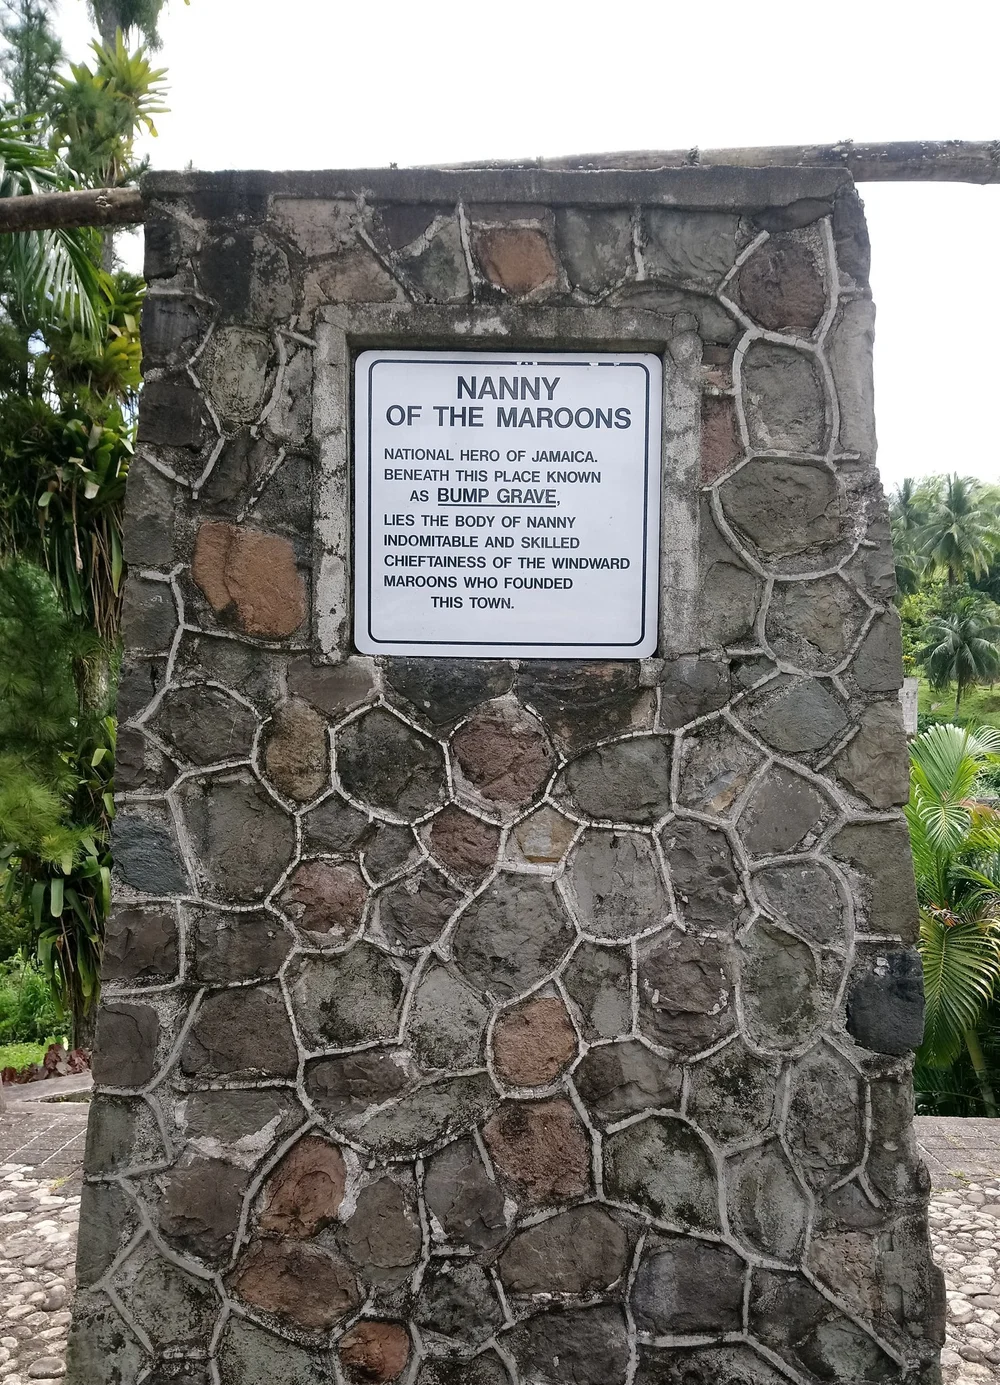 NANNY
OF THE MAROONS
NATIONAL HERO OF JAMAICA.
BENEATH THIS PLACE KNOWN
AS BUMP GRAVE,
LIES THE BODY OF NANNY
INDOMITABLE AND SKILLED
CHIEFTAINESS OF THE WINDWARD
MAROONS WHO FOUNDED
THIS TOWN.